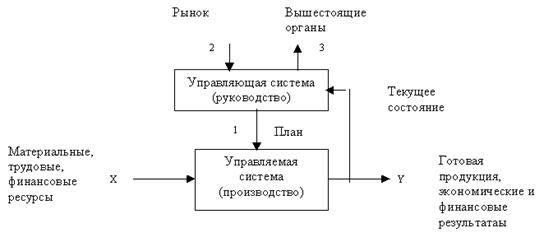 Рынок
Вышестоящие
органы
2
3
Управляющая система
(руководство)
Текущее
состояние
1
План
Материальные,
трудовые,
финансовые
ресурсы
X
Управляемая
система
(производство)
Y
Готовая
продукция,
экономические и
финансовые
результатаы